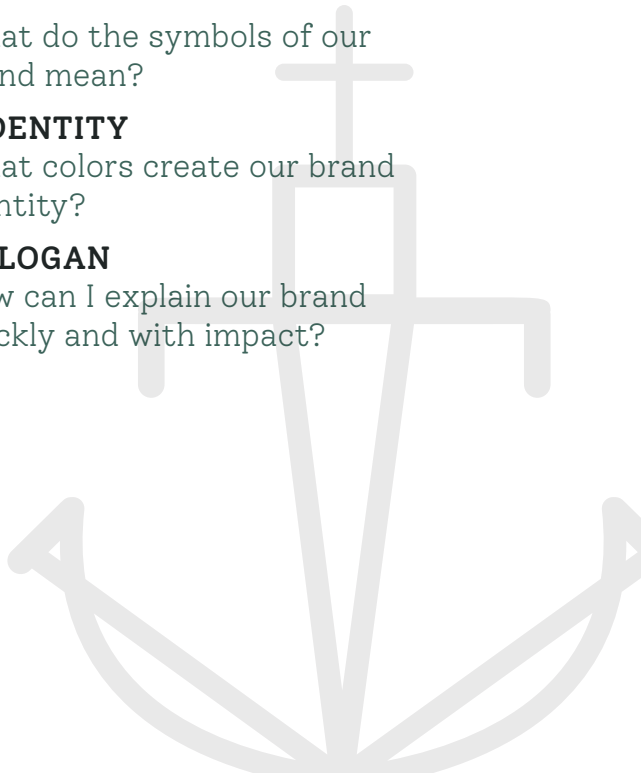 at do the symbols of our
nd mean?
DENTITY
at colors create our brand
ntity?
LOGAN
w can I explain our brand
ckly and with impact?